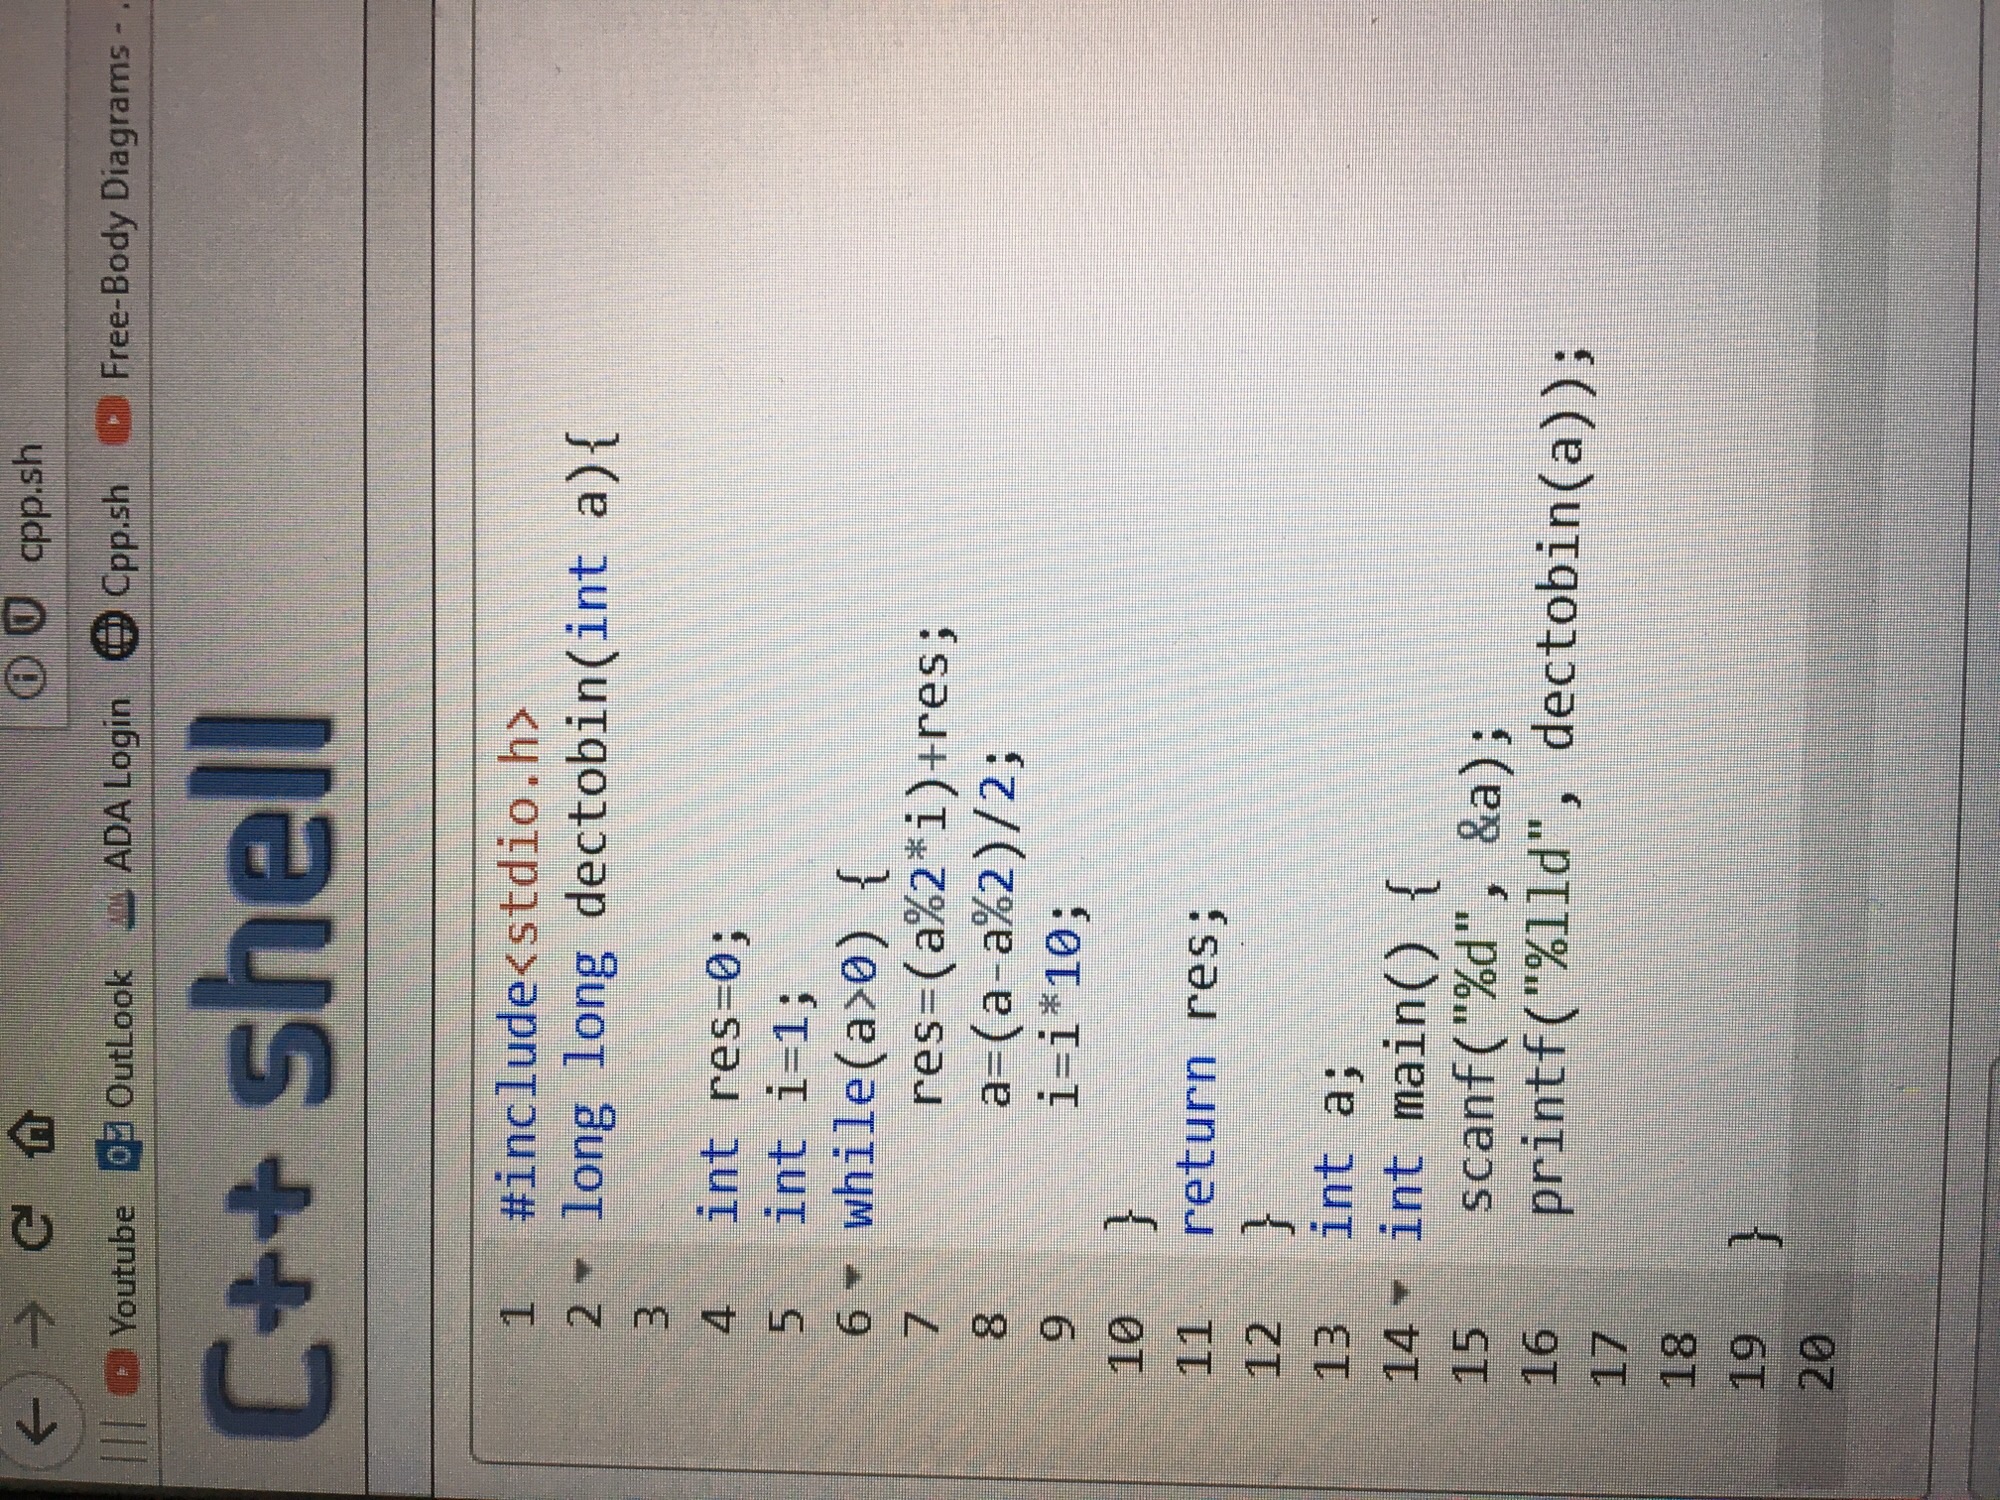 cpp.sh
Youtube OutLook ADA Login Cpp.sh Free-Body Diagrams - .
C++ shell
1 #include<stdio.h>
2 long long dectobin(int a){
3
4 int res=0;
5 int i=1;
6 while(a>0) {
7 res=(a%2*i)+res;
8 a=(a-a%2)/2;
9 i=i*10;
10 }
11 return res;
12 }
13 int a;
14 int main() {
15 scanf("%d", &a);
16 printf("%lld", dectobin(a));
17
18
19 }
20